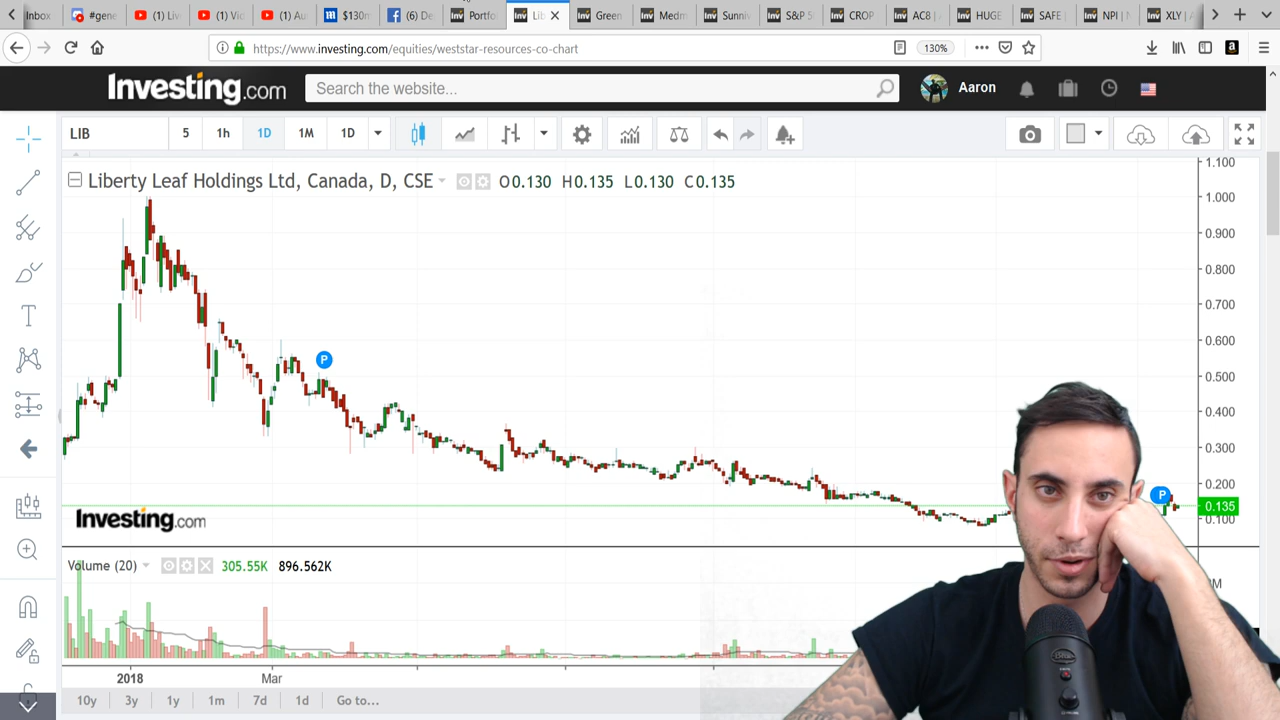 Inbox
#gene
(1) Liv
(1) Vid
(1) Au
$130m
(6) De
Portfo
Lib
Green
Medm
Sunniv
S&P 5
CROP
AC8 |
HUGE
SAFE |
NPI | N
XLY | A
https://www.investing.com/equities/weststar-resources-co-chart
130%
Investing.com
Search the website...
Aaron
LIB
5
1h
1D
1M
1D
Liberty Leaf Holdings Ltd, Canada, D, CSE
O0.130 H0.135 L0.130 C0.135
1.100
1.000
0.900
0.800
0.700
0.600
0.500
0.400
P
0.300
0.200
P
0.135
0.100
Investing.com
Volume (20)
305.55K 896.562K
2018
Mar
10y
3y
1y
1m
7d
1d
Go to...